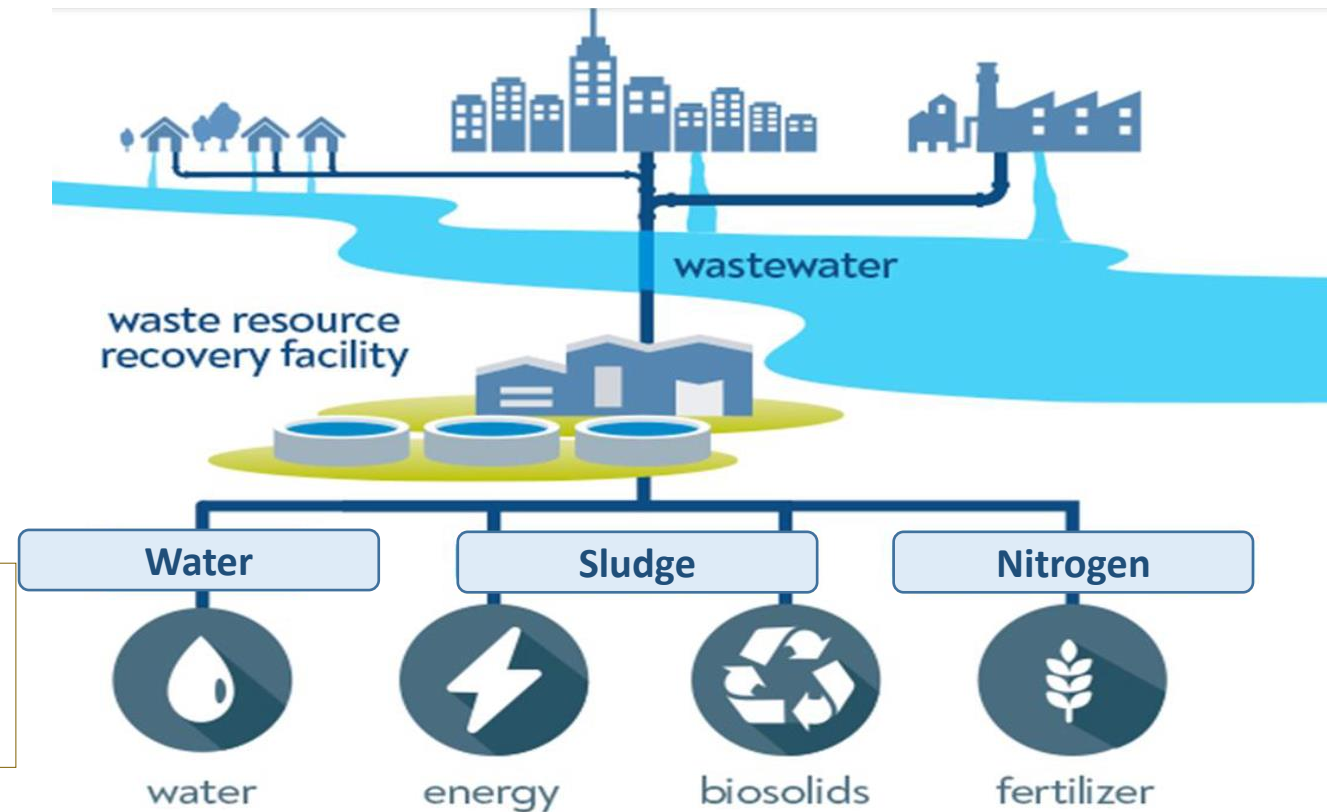 wastewater
waste resource
recovery facility
Water
Sludge
Nitrogen
water
energy
biosolids
fertilizer